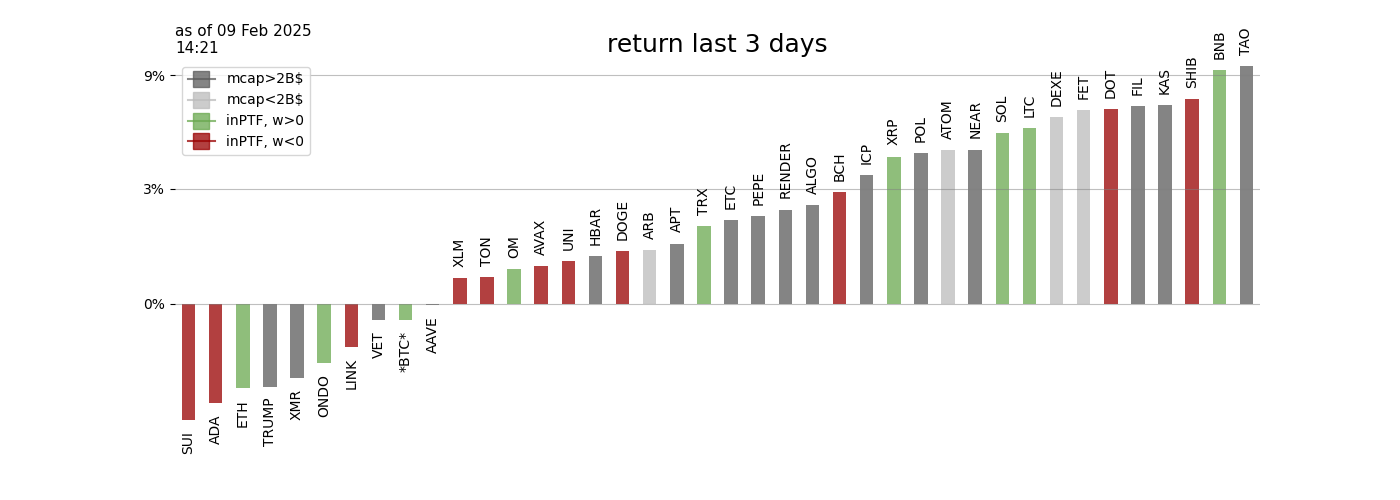 as of 09 Feb 2025
14:21
return last 3 days
9%
3%
0%
mcap>2B$
mcap<2B$
inPTF, w>0
inPTF, w<0
SUI
ADA
ETH
TRUMP
XMR
ONDO
LINK
VET
*BTC*
AAVE
XLM
TON
OM
AVAX
UNI
HBAR
DOGE
ARB
APT
TRX
ETC
PEPE
RENDER
ALGO
BCH
ICP
XRP
POL
ATOM
NEAR
SOL
LTC
DEXE
FET
DOT
FIL
KAS
SHIB
BNB
TAO